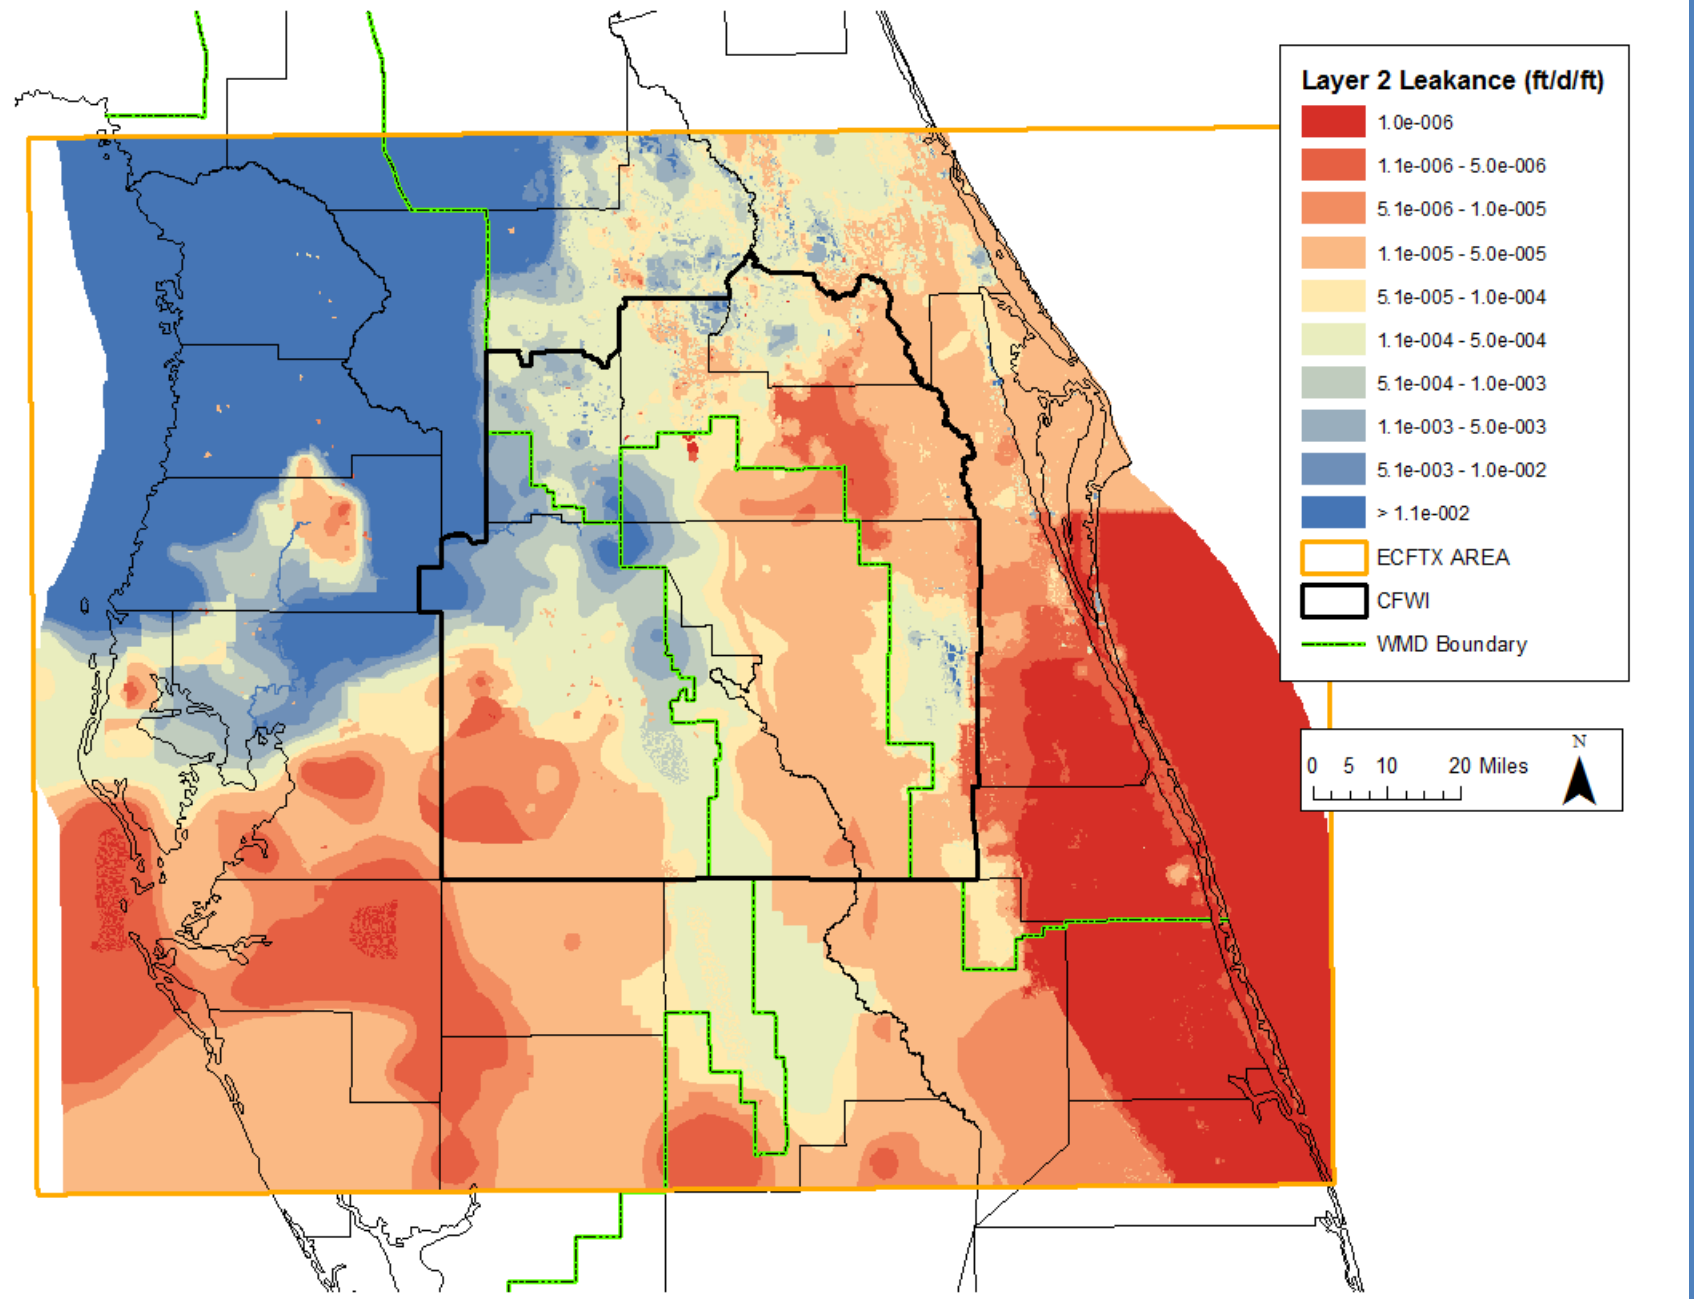 Layer 2 Leakance (ft/d/ft)
1.0e-006
1.1e-006 - 5.0e-006
5.1e-006 - 1.0e-005
1.1e-005 - 5.0e-005
5.1e-005 - 1.0e-004
1.1e-004 - 5.0e-004
5.1e-004 - 1.0e-003
1.1e-003 - 5.0e-003
5.1e-003 - 1.0e-002
> 1.1e-002
ECFTX AREA
CFWI
WMD Boundary
N
0 5 10 20 Miles